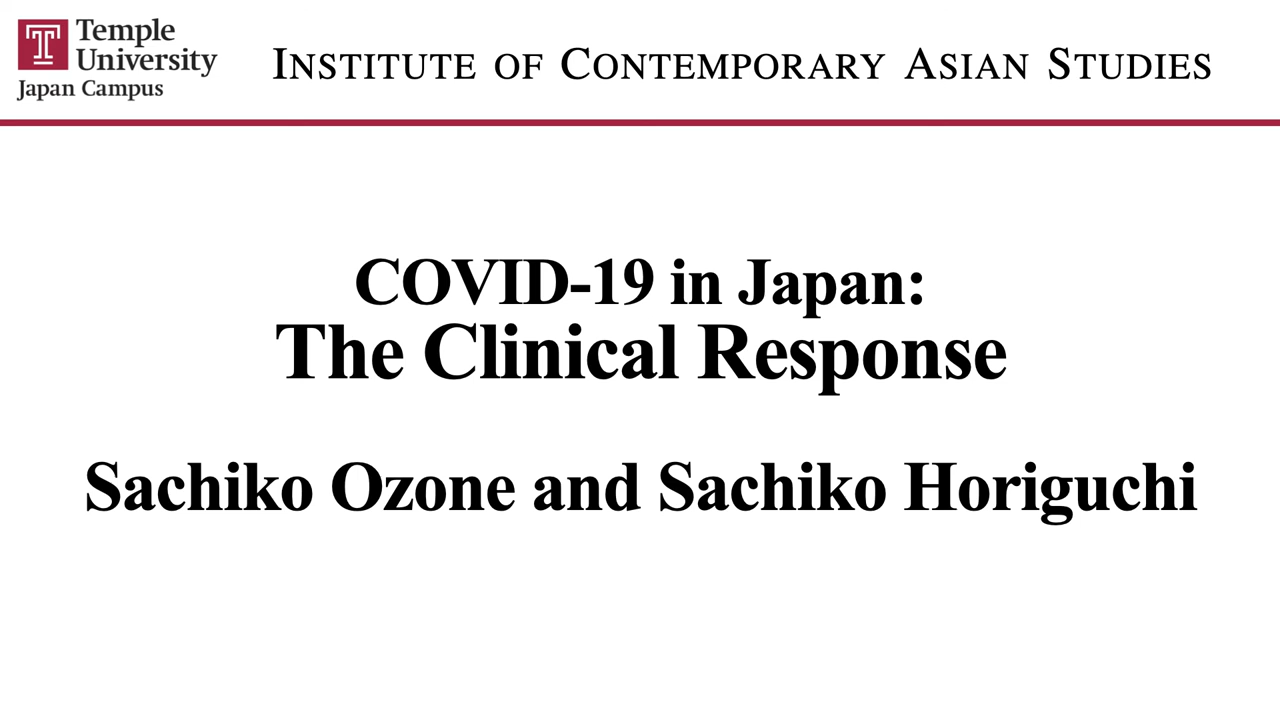 Temple
University
Japan Campus
INSTITUTE OF CONTEMPORARY ASIAN STUDIES
COVID-19 in Japan:
The Clinical Response
Sachiko Ozone and Sachiko Horiguchi